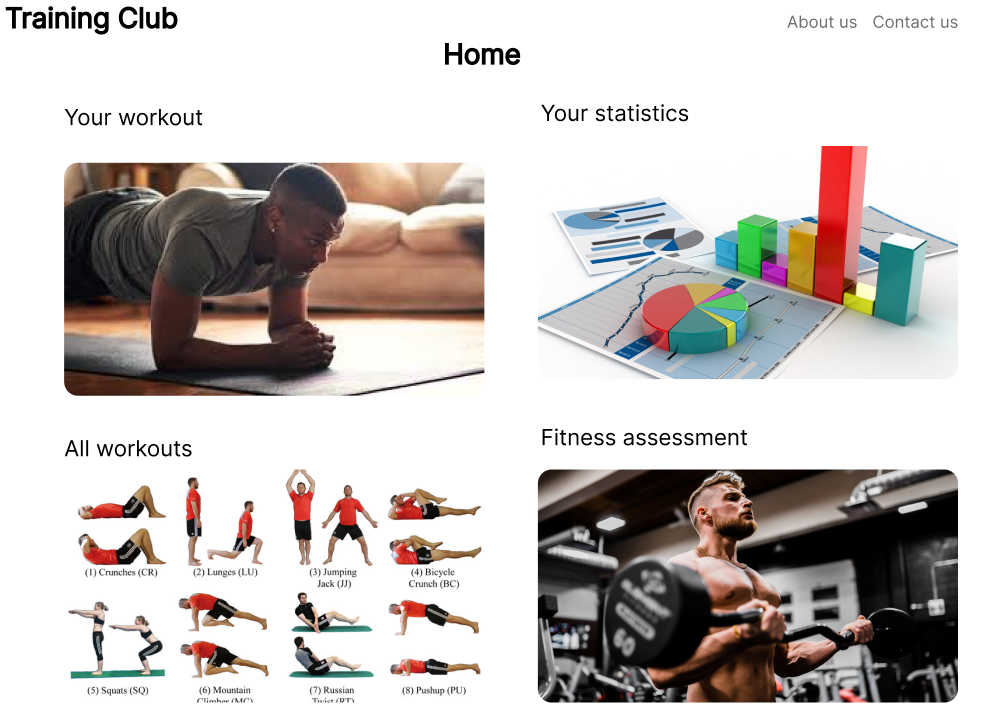 Training Club
About us Contact us
Home
Your workout
Your statistics
All workouts
Fitness assessment
(1) Crunches (CR)
(2) Lunges (LU)
(3) Jumping
Jack (JJ)
(4) Bicycle
Crunch (BC)
(5) Squats (SQ)
(6) Mountain
Climber (MC)
(7) Russian
Twist (RT)
(8) Pushup (PU)
60